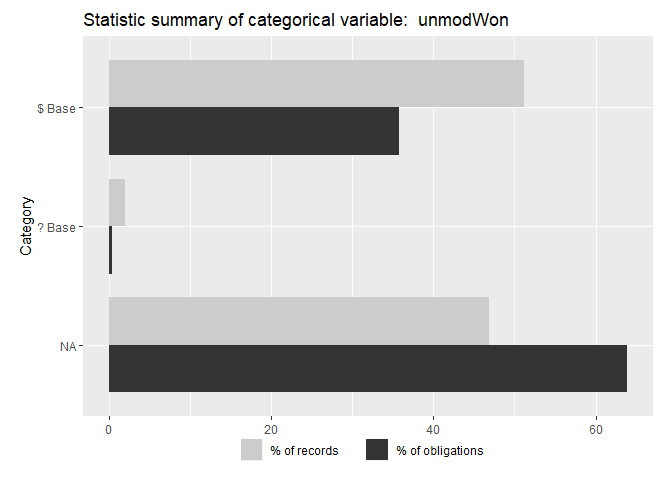 Statistic summary of categorical variable:  unmodWon
$ Base
? Base
NA
Category
0 20 40 60
% of records % of obligations